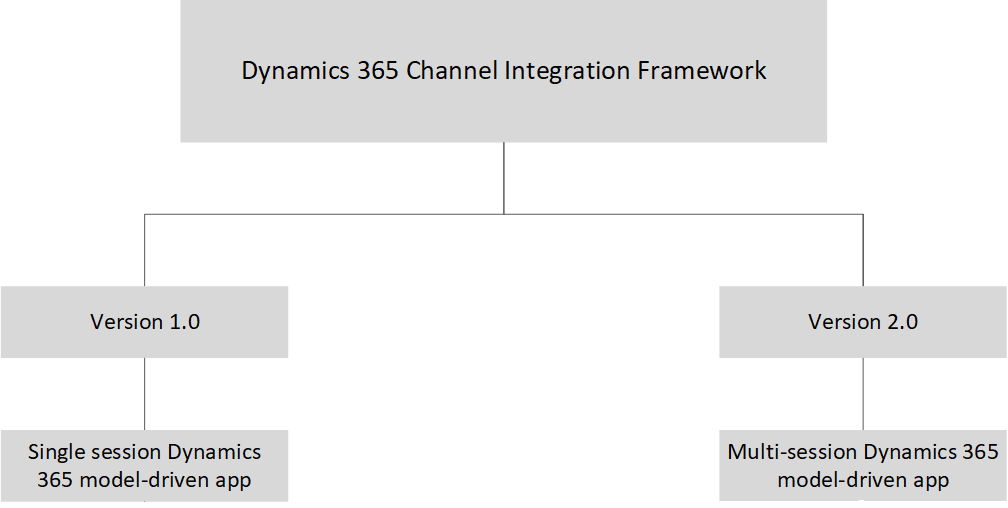 Dynamics 365 Channel Integration Framework
Version 1.0
Version 2.0
Single session Dynamics
365 model-driven app
Multi-session Dynamics 365
model-driven app